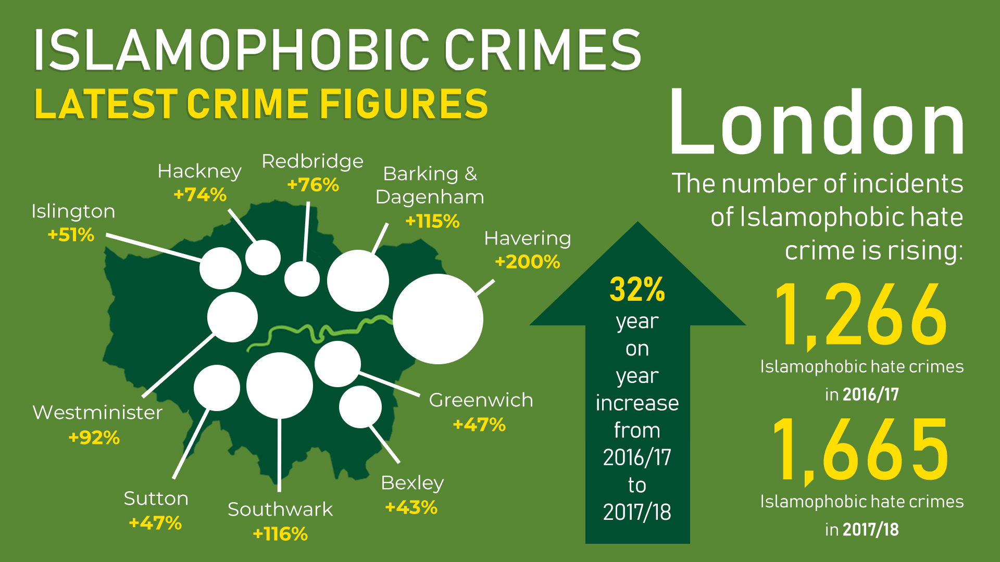 ISLAMOPHOBIC CRIMES
LATEST CRIME FIGURES
Islington
+51%
Hackney
+74%
Redbridge
+76%
Barking &
Dagenham
+115%
Havering
+200%
Westminister
+92%
Sutton
+47%
Southwark
+116%
Bexley
+43%
Greenwich
+47%
32%
year
on
year
increase
from
2016/17
to
2017/18
London
The number of incidents
of Islamophobic hate
crime is rising:
1,266
Islamophobic hate crimes
in 2016/17
1,665
Islamophobic hate crimes
in 2017/18